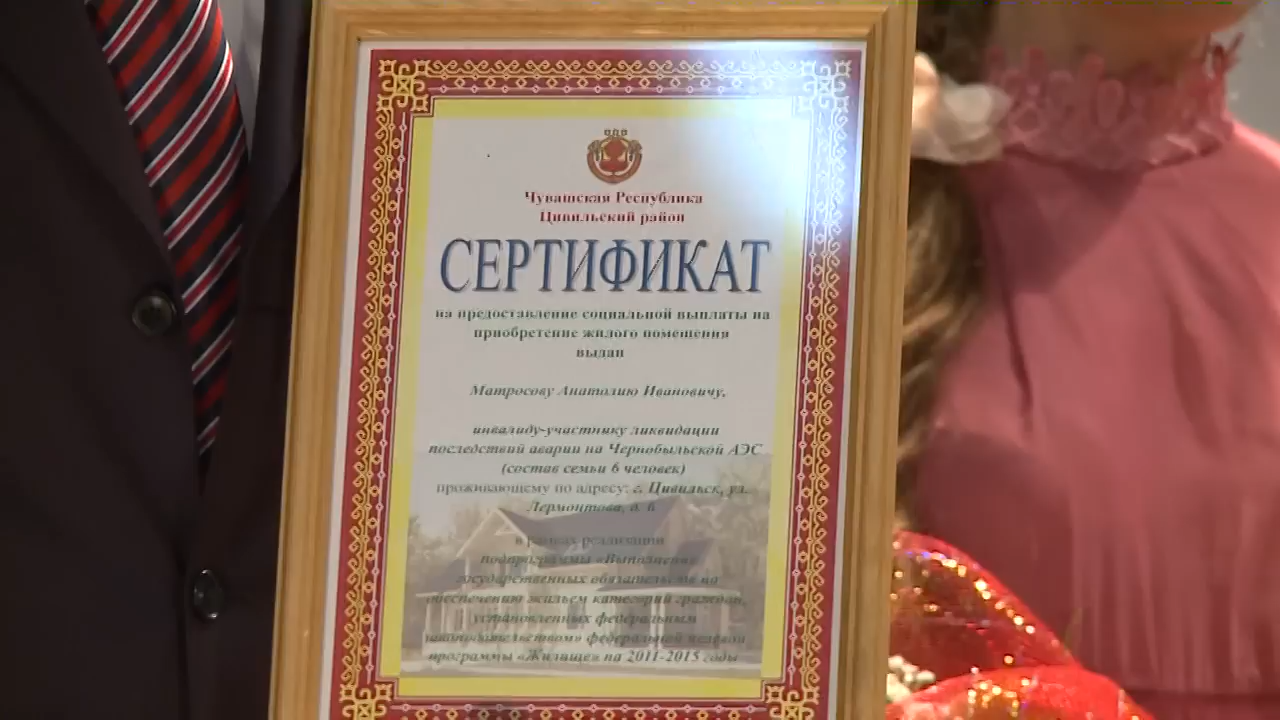 Чувашская Республика
Цивильский район
СЕРТИФИКАТ
на предоставление социальной выплаты на
приобретение жилого помещения
выдан
Матросову Анатолию Ивановичу,
инвалиду-участнику ликвидации
последствий аварии на Чернобыльской АЭС
(состав семьи 6 человек)
проживающему по адресу: г. Цивильск, ул.
Лермонтова, д. 6
в рамках реализации
подпрограммы «Выполнение
государственных обязательств по
обеспечению жильем категорий граждан,
установленных федеральным
законодательством» федеральной целевой
программы «Жилище» на 2011-2015 годы